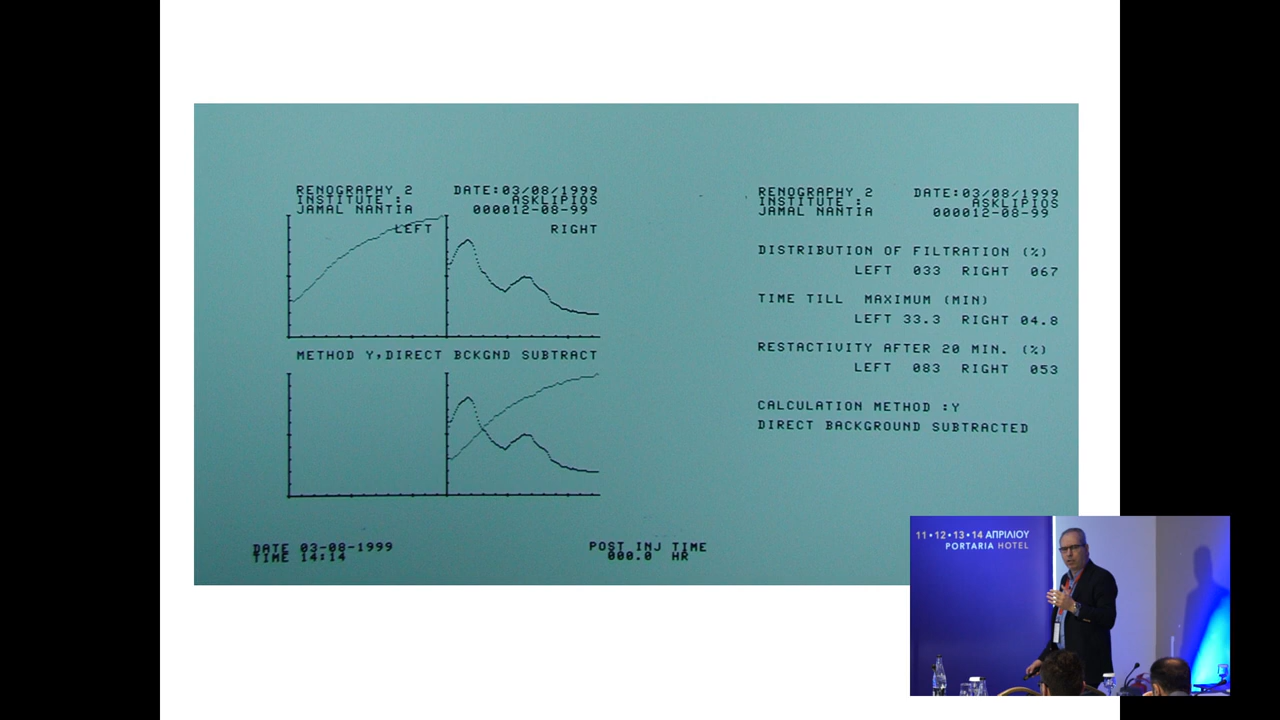 RENOGRAPHY 2 DATE:03/08/1999
INSTITUTE : ASKLIPIOS
JAMAL NANTIA 000012-08-99
LEFT RIGHT
METHOD Y,DIRECT BCKGND SUBTRACT
DATE 03-08-1999
TIME 14:14
POST INJ TIME
000.0 HR
RENOGRAPHY 2 DATE:03/08/1999
INSTITUTE : ASKLIPIOS
JAMAL NANTIA 000012-08-99
DISTRIBUTION OF FILTRATION (%)
LEFT 033 RIGHT 067
TIME TILL MAXIMUM (MIN)
LEFT 33.3 RIGHT 04.8
RESTACTIVITY AFTER 20 MIN. (%)
LEFT 083 RIGHT 053
CALCULATION METHOD :Y
DIRECT BACKGROUND SUBTRACTED
11•12•13•14 ΑΠΡΙΛΙΟΥ
PORTARIA HOTEL